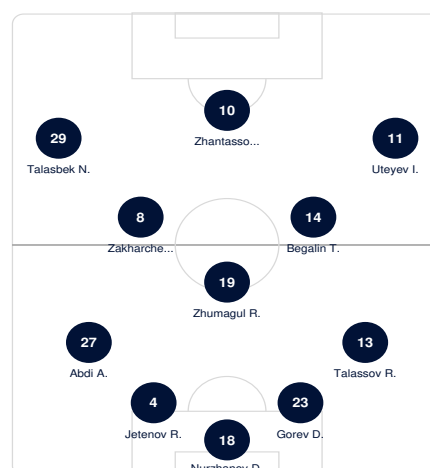 10
Zhantasso...
29
Talasbek N.
11
Uteyev I.
8
Zakharche...
14
Begalin T.
19
Zhumagul R.
27
Abdi A.
13
Talassov R.
4
Jetenov R.
23
Gorev D.
18
Nurzhanov D.